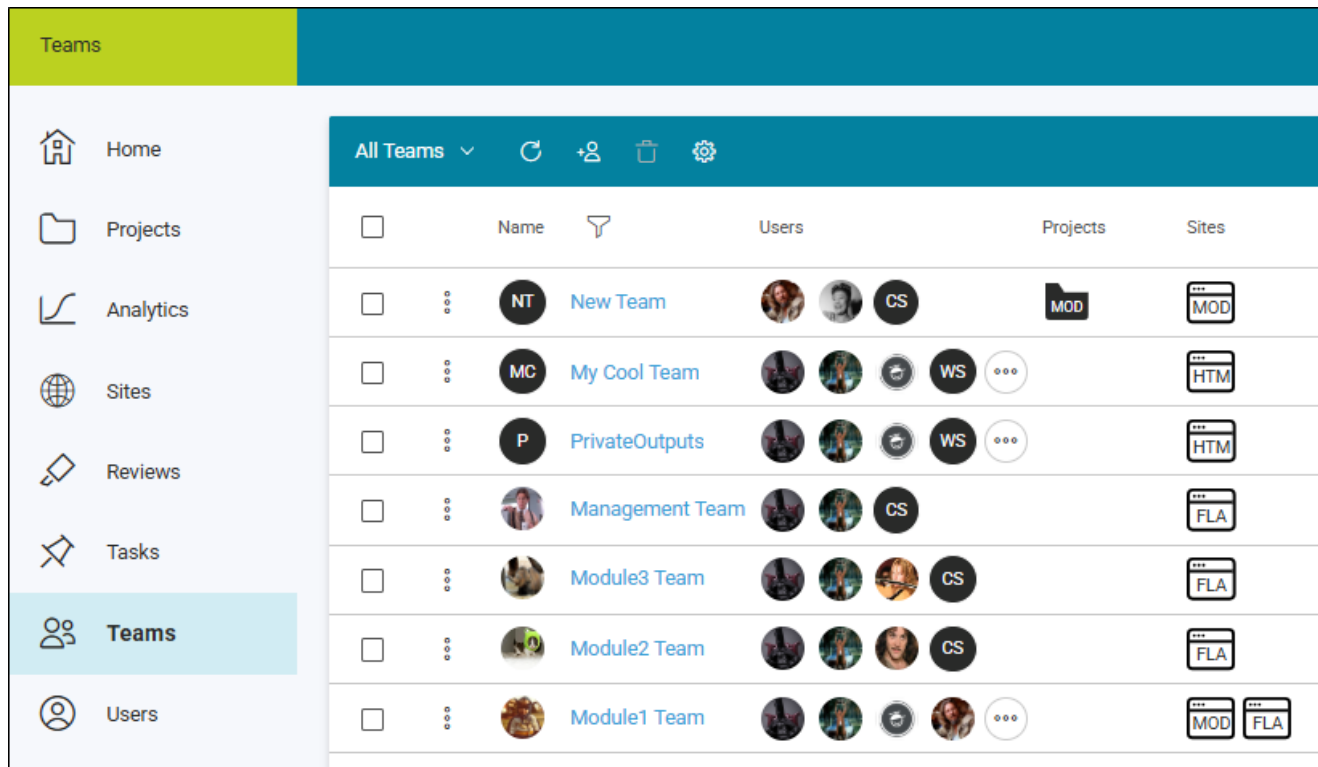 Teams
Home
Projects
Analytics
Sites
Reviews
Tasks
Teams
Users
All Teams
Name Users Projects Sites
NT New Team CS MOD MOD
MC My Cool Team WS HTM
P PrivateOutputs WS HTM
Management Team CS FLA
Module3 Team CS FLA
Module2 Team CS FLA
Module1 Team MOD FLA